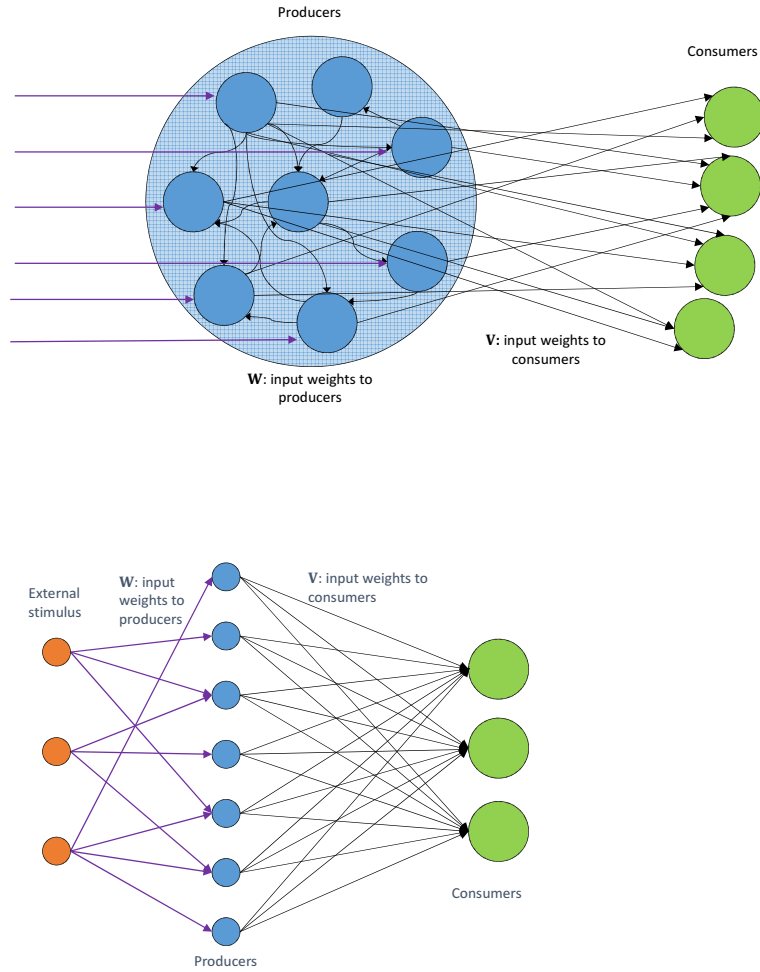 Producers
Consumers
V: input weights to
consumers
W: input weights to
producers
External
stimulus
W: input
weights to
producers
V: input weights to
consumers
Consumers
Producers